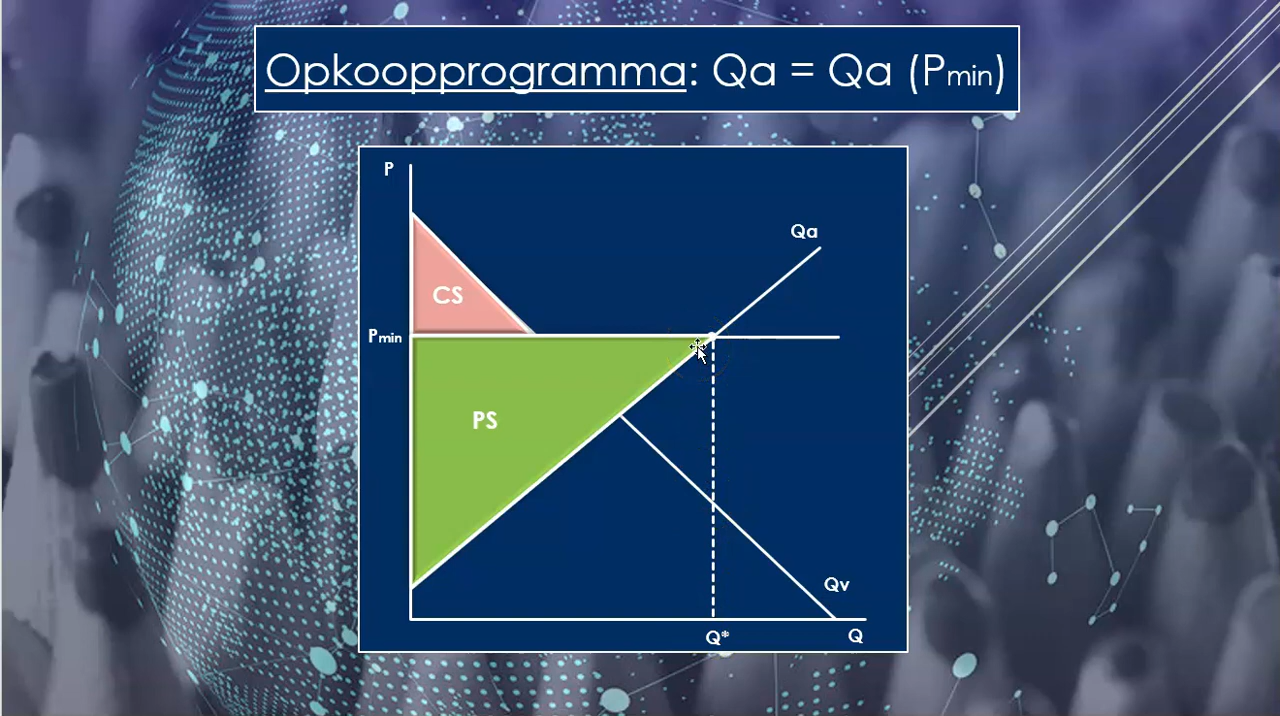 Opkoopprogramma: Qa = Qa (Pmin)
P
Qa
CS
Pmin
PS
Qv
Q*
Q